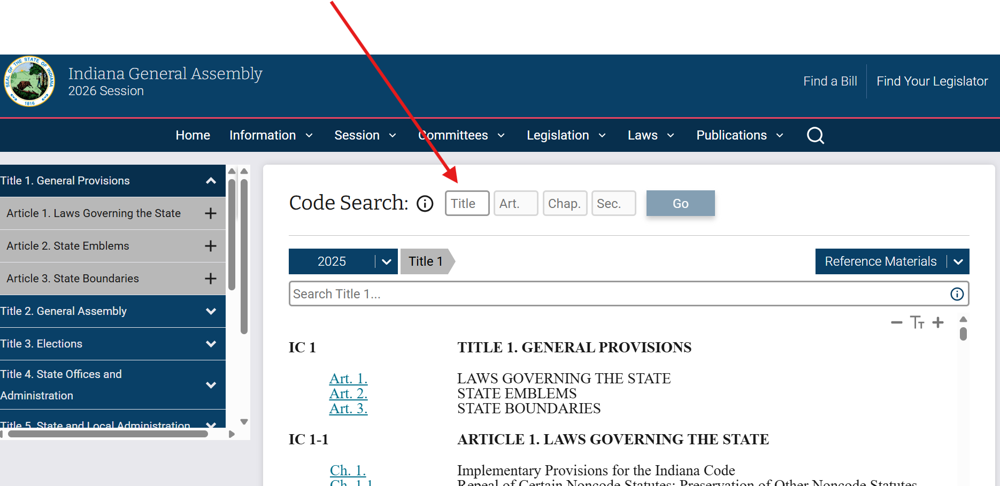 SEAL OF THE STATE OF INDIANA
1816
Indiana General Assembly
2026 Session
Find a Bill
Find Your Legislator
Home
Information
Session
Committees
Legislation
Laws
Publications
Title 1. General Provisions
Article 1. Laws Governing the State
Article 2. State Emblems
Article 3. State Boundaries
Title 2. General Assembly
Title 3. Elections
Title 4. State Offices and
Administration
Title 5. State and Local Administration
Code Search:
Title
Art.
Chap.
Sec.
Go
2025
Title 1
Reference Materials
Search Title 1...
IC 1 TITLE 1. GENERAL PROVISIONS
Art. 1. LAWS GOVERNING THE STATE
Art. 2. STATE EMBLEMS
Art. 3. STATE BOUNDARIES
IC 1-1 ARTICLE 1. LAWS GOVERNING THE STATE
Ch. 1. Implementary Provisions for the Indiana Code
Ch. 1.1. Repeal of Certain Noncode Statutes; Preservation of Other Noncode Statutes